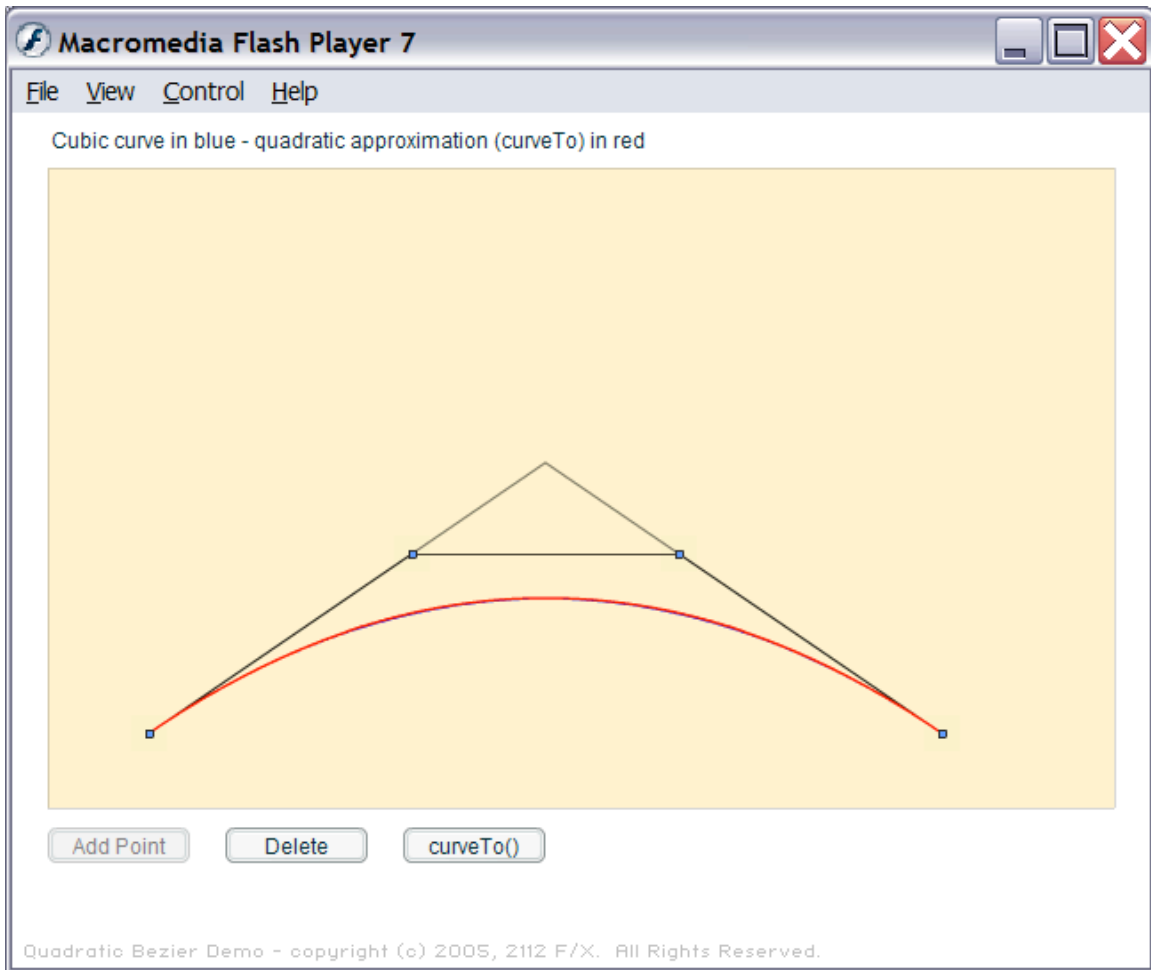 Macromedia Flash Player 7
File View Control Help
Cubic curve in blue - quadratic approximation (curveTo) in red
Add Point Delete curveTo()
Quadratic Bezier Demo - copyright (c) 2005, 2112 F/X. All Rights Reserved.